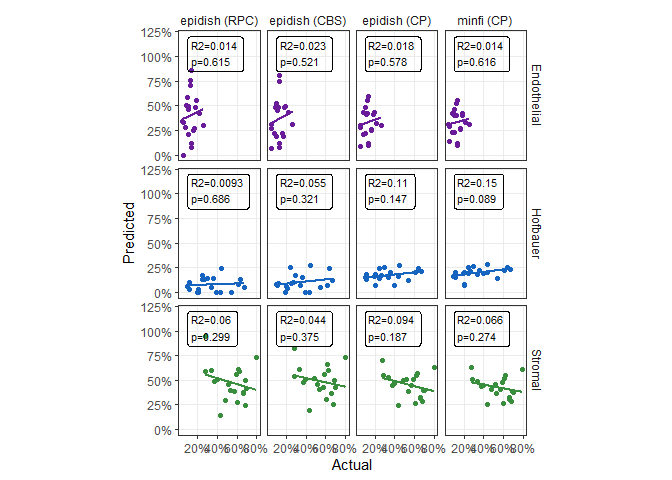 epidish (RPC) epidish (CBS) epidish (CP) minfi (CP)
125%
100%
75%
50%
25%
0%
R2=0.014
p=0.615
R2=0.023
p=0.521
R2=0.018
p=0.578
R2=0.014
p=0.616
Endothelial
125%
100%
75%
50%
25%
0%
R2=0.0093
p=0.686
R2=0.055
p=0.321
R2=0.11
p=0.147
R2=0.15
p=0.089
Hofbauer
Predicted
125%
100%
75%
50%
25%
0%
R2=0.06
p=0.299
R2=0.044
p=0.375
R2=0.094
p=0.187
R2=0.066
p=0.274
Stromal
20%40%60%80% 20%40%60%80% 20%40%60%80% 20%40%60%80%
Actual